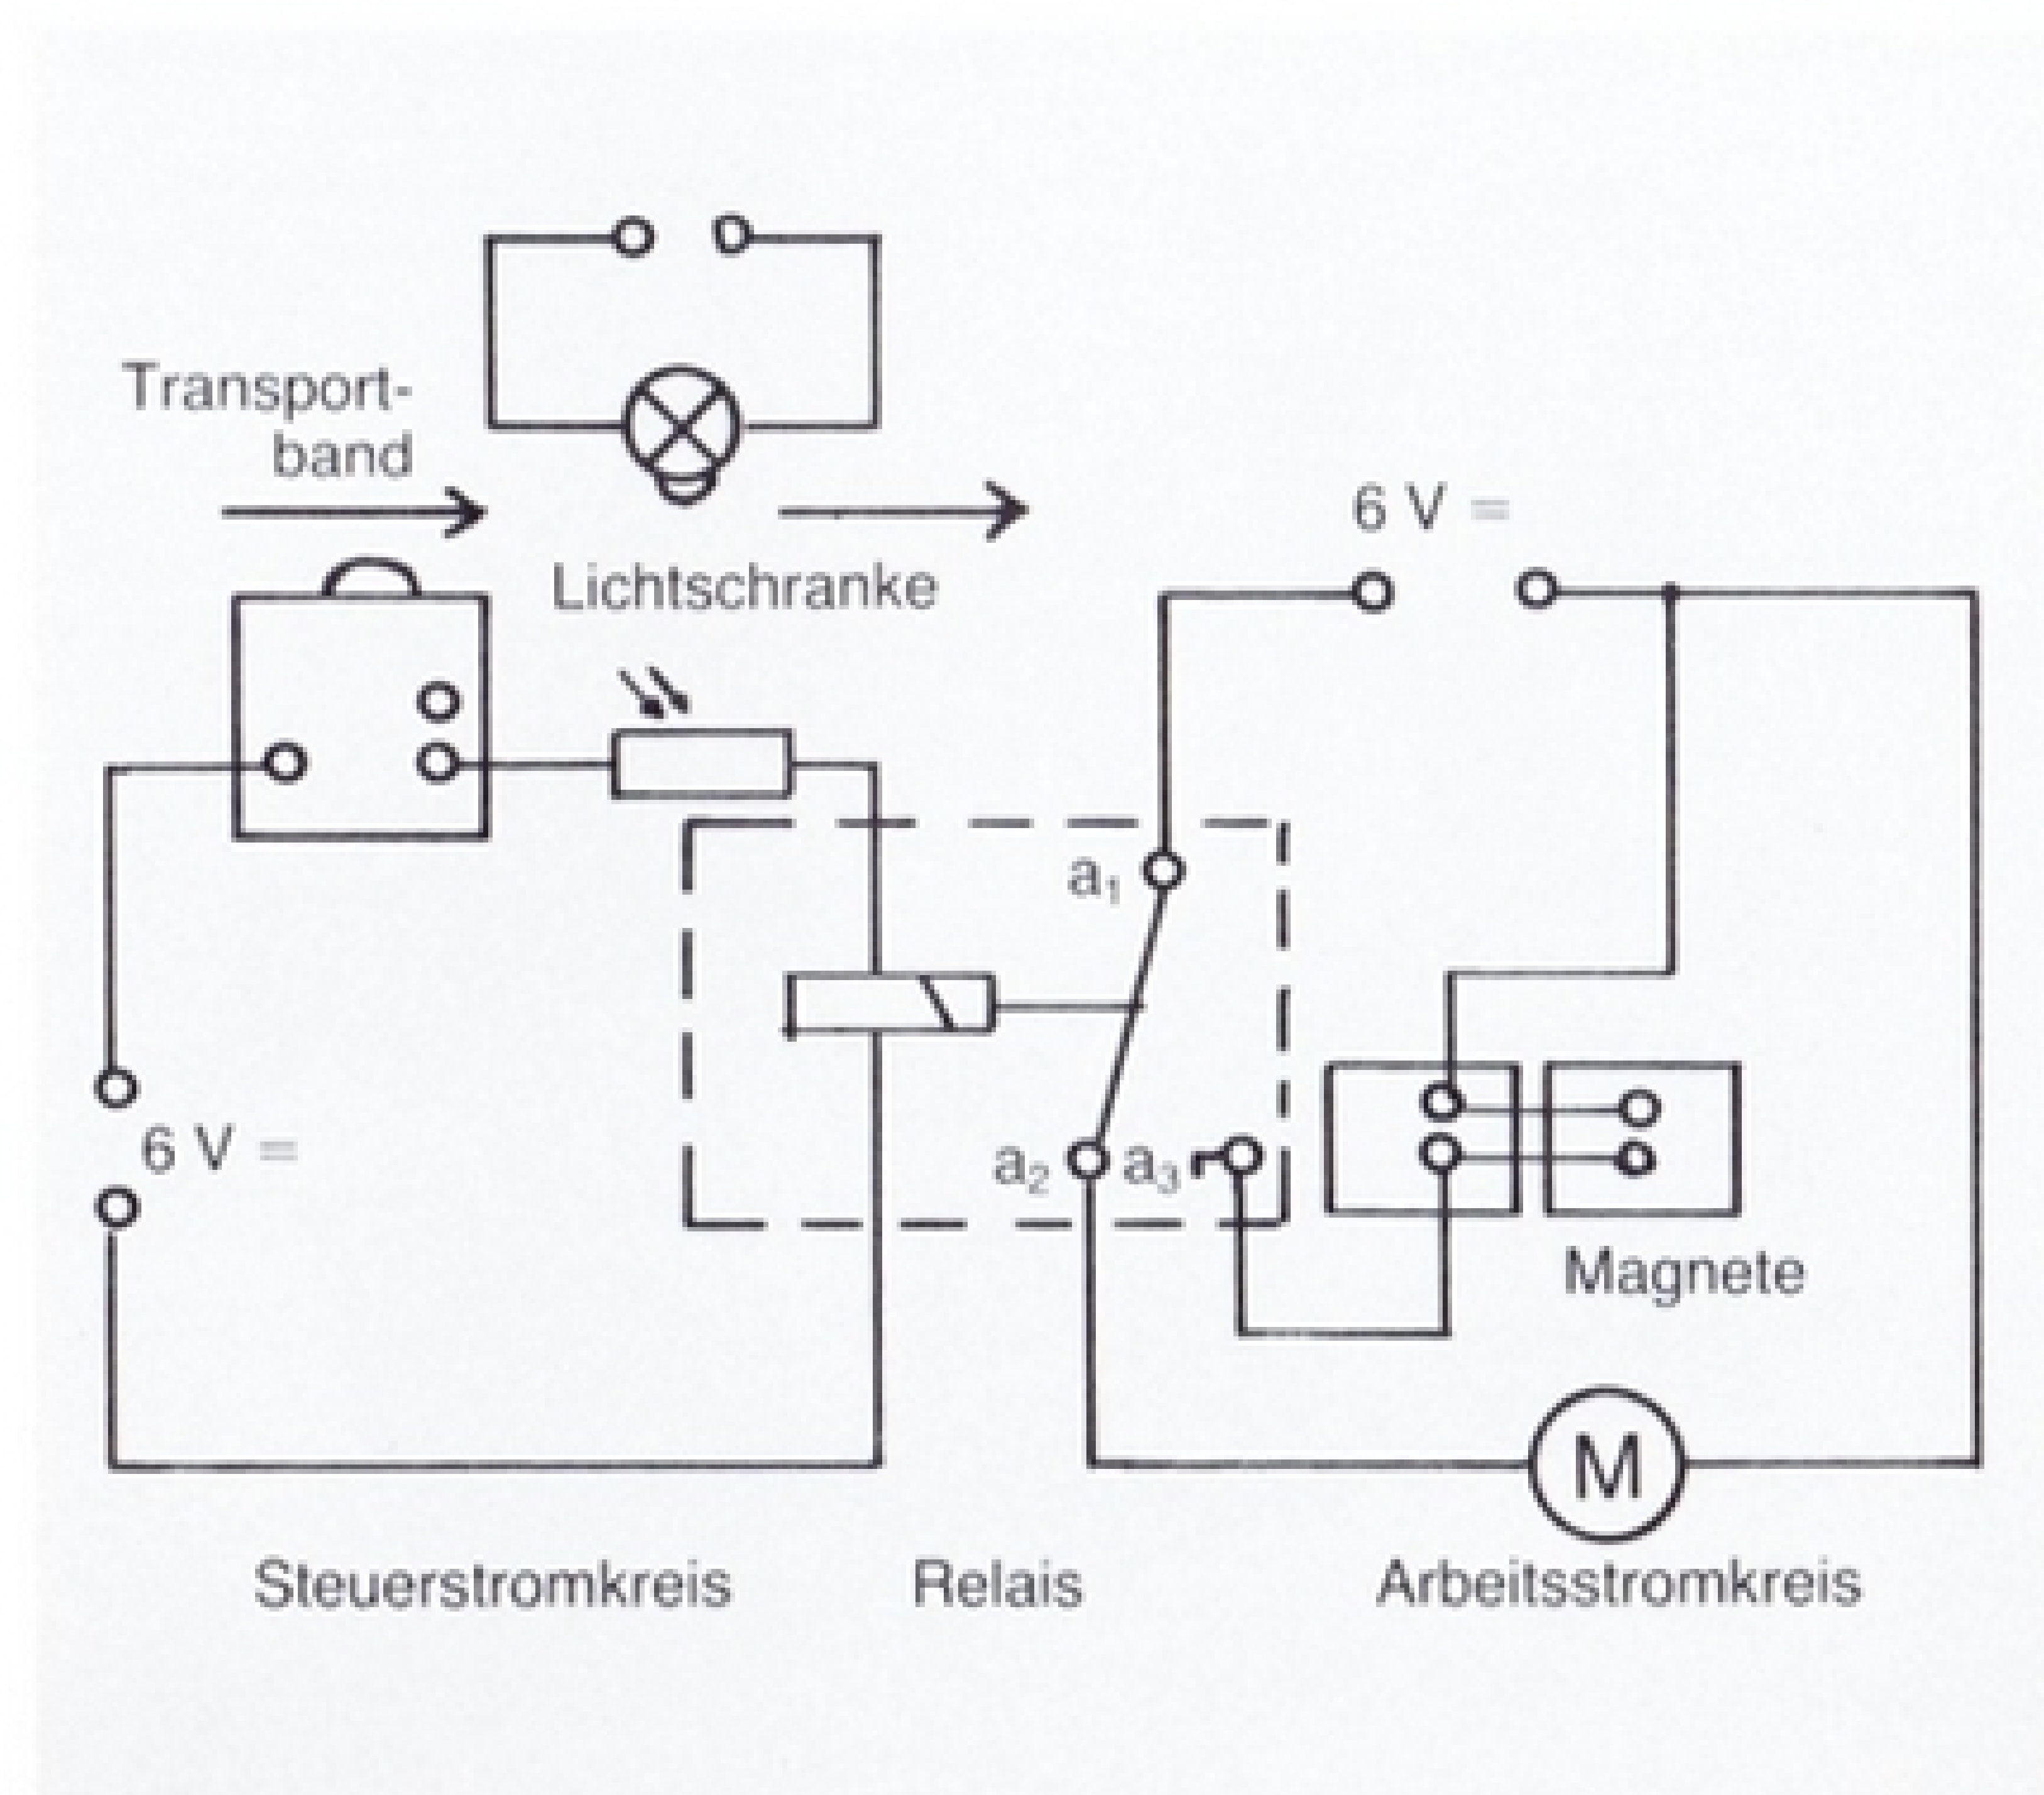 Transport-
band
Lichtschranke
6 V =
a₁
6 V =
a₂
a₃
Magnete
M
Steuerstromkreis
Relais
Arbeitsstromkreis